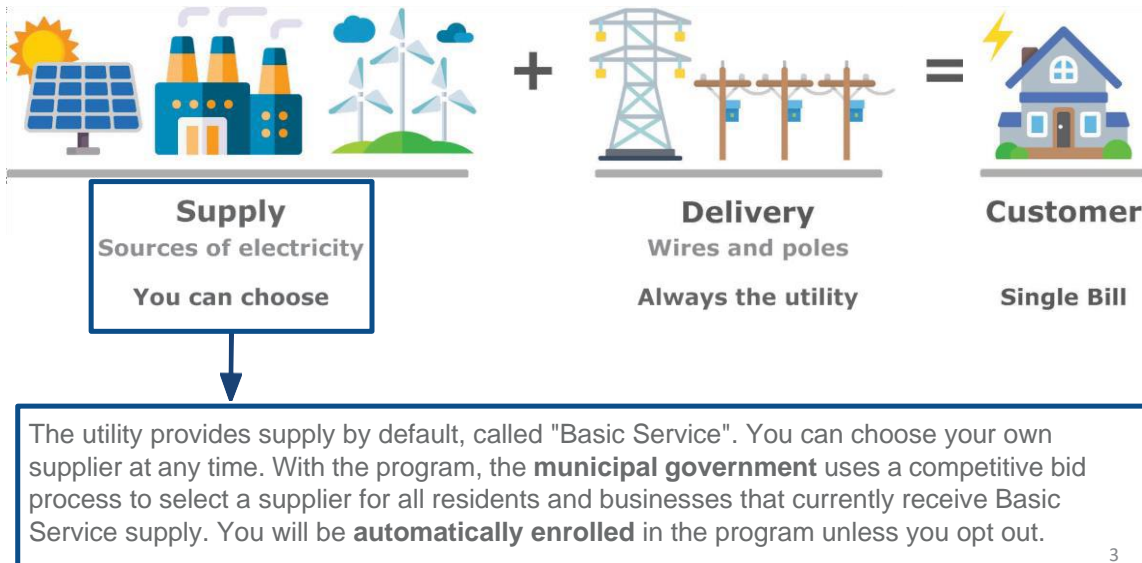 Supply
Sources of electricity
You can choose
Delivery
Wires and poles
Always the utility
Customer
Single Bill
The utility provides supply by default, called "Basic Service". You can choose your own
supplier at any time. With the program, the municipal government uses a competitive bid
process to select a supplier for all residents and businesses that currently receive Basic
Service supply. You will be automatically enrolled in the program unless you opt out.
3